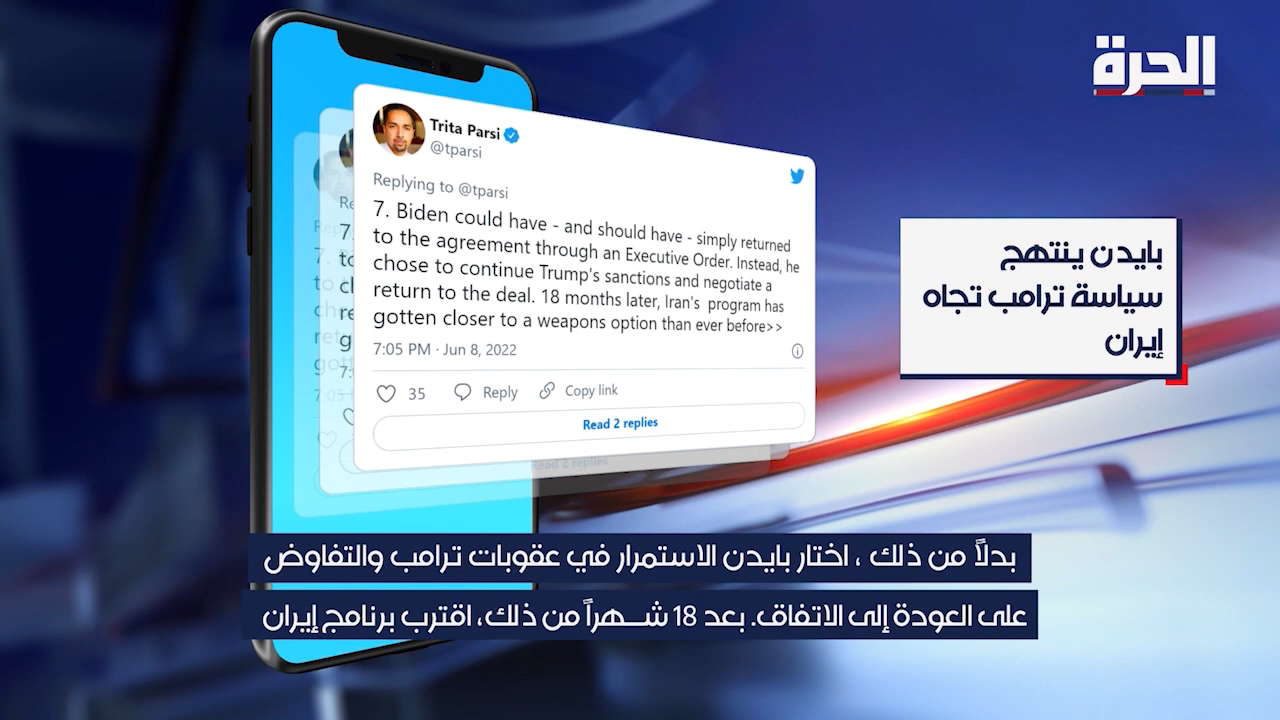 الحرة
Trita Parsi
@tparsi
Replying to @tparsi
7. Biden could have - and should have - simply returned
to the agreement through an Executive Order. Instead, he
chose to continue Trump's sanctions and negotiate a
return to the deal. 18 months later, Iran's program has
gotten closer to a weapons option than ever before>>
7:05 PM · Jun 8, 2022
35 Reply Copy link
Read 2 replies
بايدن ينتهج
سياسة ترامب تجاه
إيران
بدلاً من ذلك ، اختار بايدن الاستمرار في عقوبات ترامب والتفاوض
على العودة إلى الاتفاق. بعد 18 شهراً من ذلك، اقترب برنامج إيران